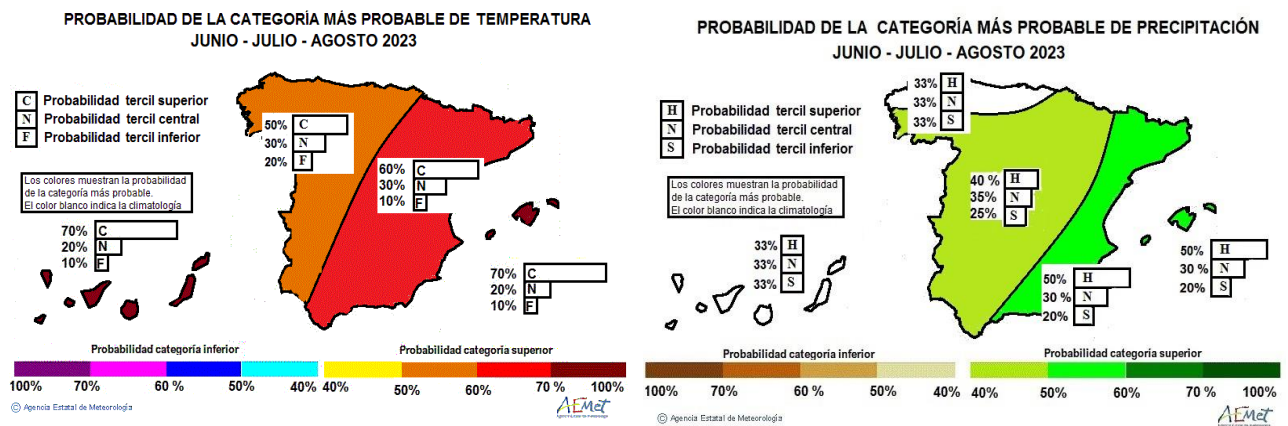 PROBABILIDAD DE LA CATEGORÍA MÁS PROBABLE DE TEMPERATURA
JUNIO - JULIO - AGOSTO 2023
C Probabilidad tercil superior
N Probabilidad tercil central
F Probabilidad tercil inferior
50% C
30% N
20% F
60% C
30% N
10% F
Los colores muestran la probabilidad
de la categoría más probable.
El color blanco indica la climatología
70% C
20% N
10% F
70% C
20% N
10% F
Probabilidad categoría inferior
Probabilidad categoría superior
100% 70% 60 % 50% 40% 40% 50% 60% 70 % 100%
© Agencia Estatal de Meteorología
AEMet
PROBABILIDAD DE LA CATEGORÍA MÁS PROBABLE DE PRECIPITACIÓN
JUNIO - JULIO - AGOSTO 2023
33% H
33% N
33% S
H Probabilidad tercil superior
N Probabilidad tercil central
S Probabilidad tercil inferior
Los colores muestran la probabilidad
de la categoría más probable.
El color blanco indica la climatología
40 % H
35% N
25% S
33% H
33% N
33% S
50% H
30 % N
20% S
50% H
30 % N
20% S
Probabilidad categoría inferior
Probabilidad categoría superior
100% 70% 60 % 50% 40% 40% 50% 60% 70 % 100%
© Agencia Estatal de Meteorología
AEMet